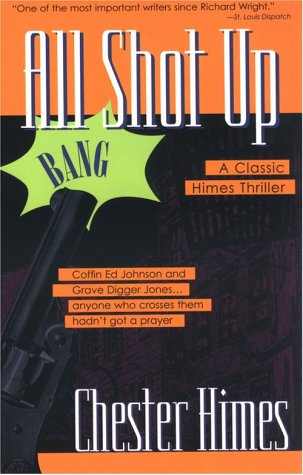 "One of the most important writers since Richard Wright."
—St. Louis Dispatch
All Shot Up
BANG
A Classic
Himes Thriller
Coffin Ed Johnson and
Grave Digger Jones...
anyone who crosses them
hadn't got a prayer
Chester Himes